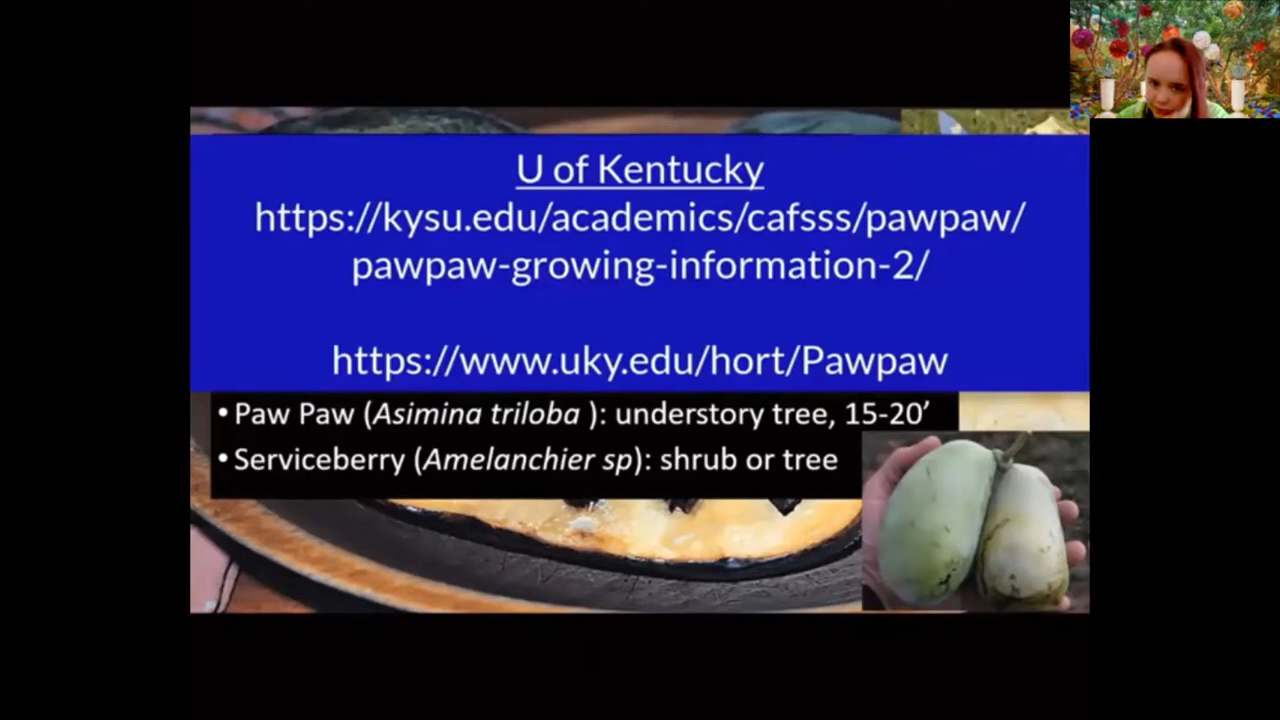 U of Kentucky
https://kysu.edu/academics/cafsss/pawpaw/
pawpaw-growing-information-2/
https://www.uky.edu/hort/Pawpaw
• Paw Paw (Asimina triloba ): understory tree, 15-20’
• Serviceberry (Amelanchier sp): shrub or tree